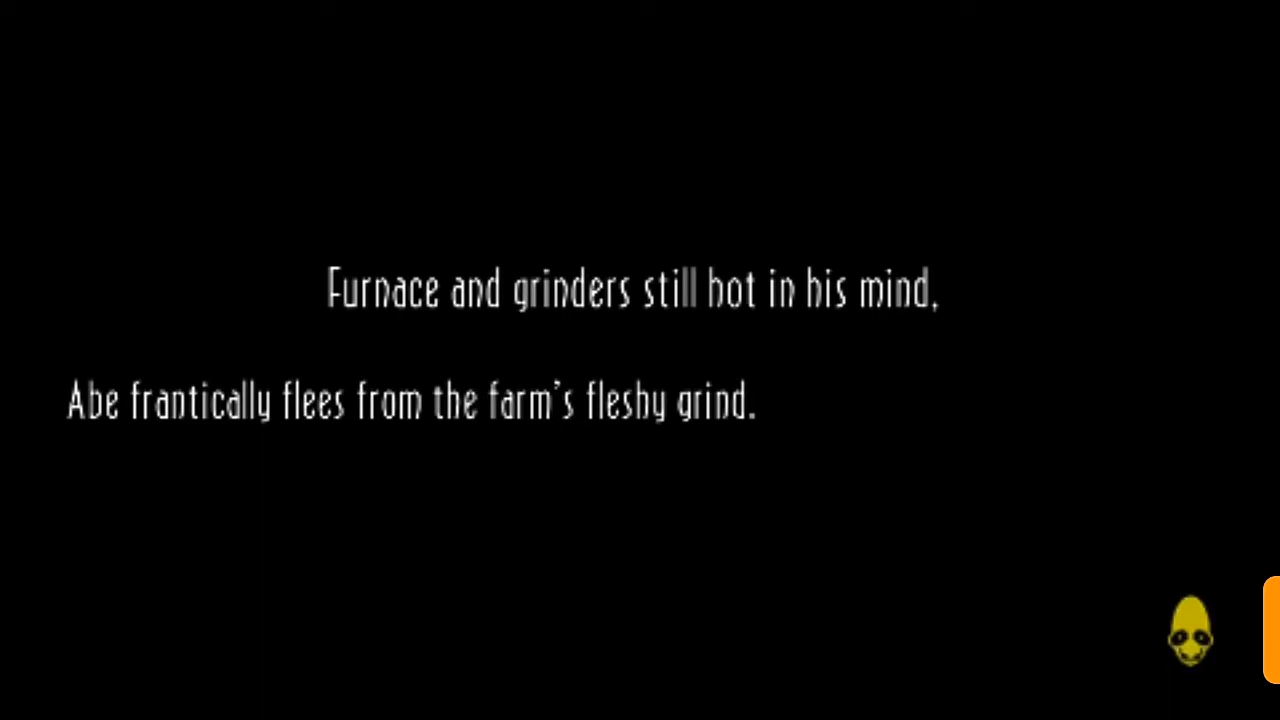 Furnace and grinders still hot in his mind,
Abe frantically flees from the farm's fleshy grind.